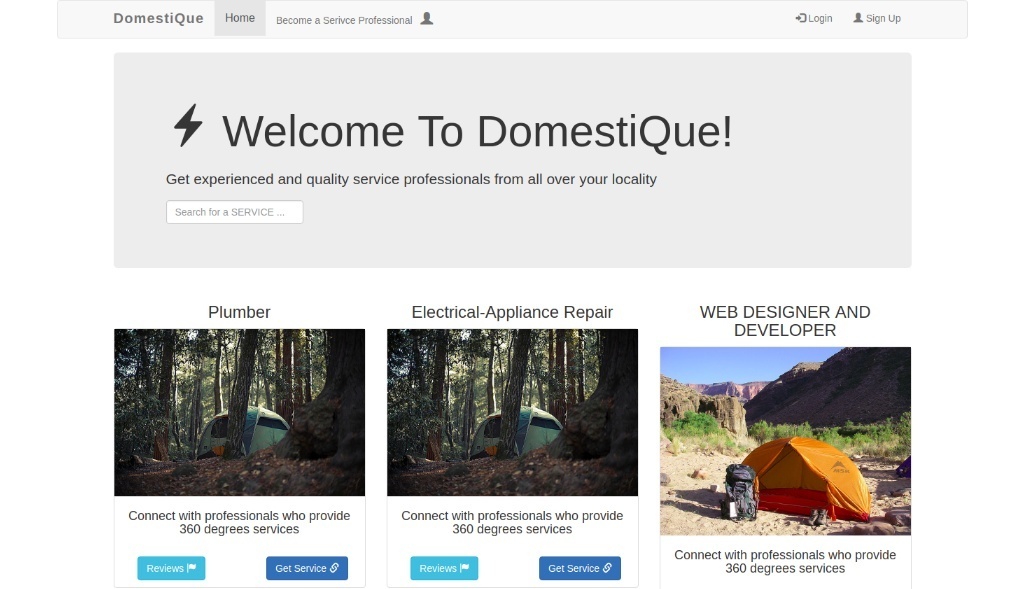 DomestiQue
Home
Become a Serivce Professional
Login
Sign Up
Welcome To DomestiQue!
Get experienced and quality service professionals from all over your locality
Search for a SERVICE ...
Plumber
Electrical-Appliance Repair
WEB DESIGNER AND
DEVELOPER
Connect with professionals who provide
360 degrees services
Reviews
Get Service
Connect with professionals who provide
360 degrees services
Reviews
Get Service
Connect with professionals who provide
360 degrees services